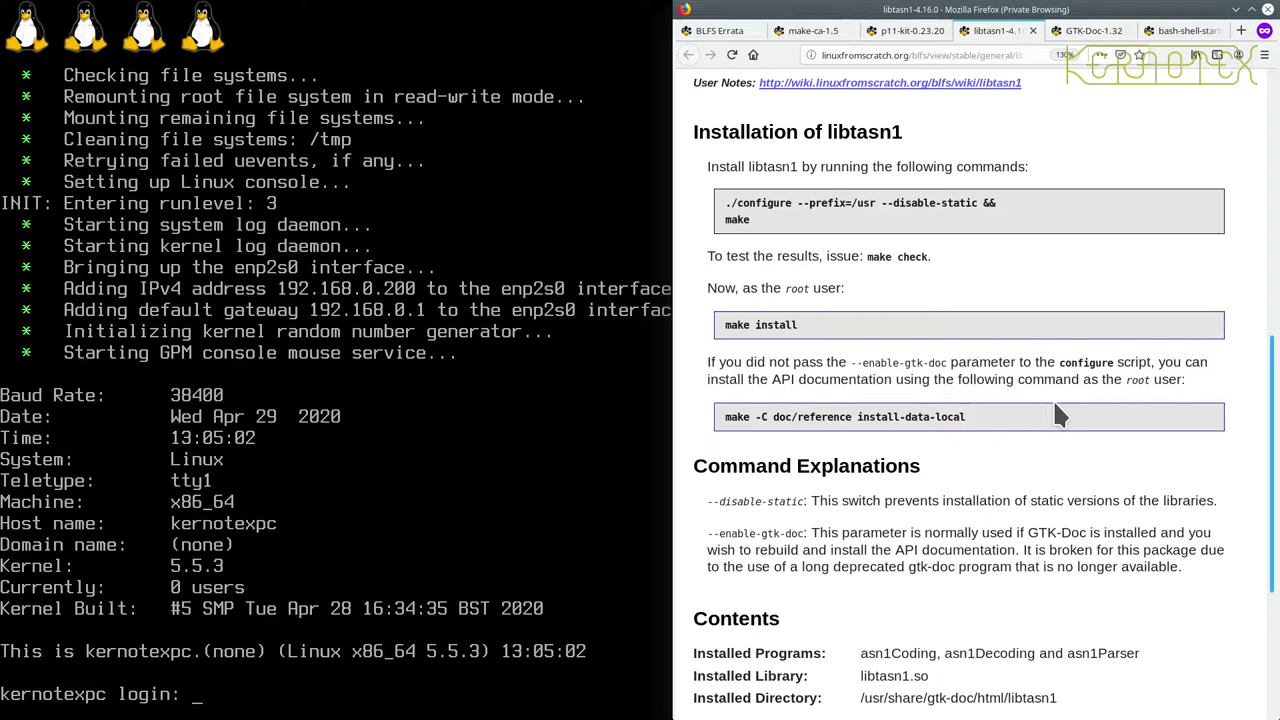 * Checking file systems...
* Remounting root file system in read-write mode...
* Mounting remaining file systems...
* Cleaning file systems: /tmp
* Retrying failed uevents, if any...
* Setting up Linux console...
INIT: Entering runlevel: 3
* Starting system log daemon...
* Starting kernel log daemon...
* Bringing up the enp2s0 interface...
* Adding IPv4 address 192.168.0.200 to the enp2s0 interface
* Adding default gateway 192.168.0.1 to the enp2s0 interfac
* Initializing kernel random number generator...
* Starting GPM console mouse service...
Baud Rate: 38400
Date: Wed Apr 29 2020
Time: 13:05:02
System: Linux
Teletype: tty1
Machine: x86_64
Host name: kernotexpc
Domain name: (none)
Kernel: 5.5.3
Currently: 0 users
Kernel Built: #5 SMP Tue Apr 28 16:34:35 BST 2020
This is kernotexpc.(none) (Linux x86_64 5.5.3) 13:05:02
kernotexpc login: _
libtasn1-4.16.0 - Mozilla Firefox (Private Browsing)
BLFS Errata
make-ca-1.5
p11-kit-0.23.20
libtasn1-4.1
GTK-Doc-1.32
bash-shell-start
linuxfromscratch.org/blfs/view/stable/general/li
130%
KERNOTEX
User Notes: http://wiki.linuxfromscratch.org/blfs/wiki/libtasn1
Installation of libtasn1
Install libtasn1 by running the following commands:
./configure --prefix=/usr --disable-static &&
make
To test the results, issue: make check.
Now, as the root user:
make install
If you did not pass the --enable-gtk-doc parameter to the configure script, you can
install the API documentation using the following command as the root user:
make -C doc/reference install-data-local
Command Explanations
--disable-static: This switch prevents installation of static versions of the libraries.
--enable-gtk-doc: This parameter is normally used if GTK-Doc is installed and you
wish to rebuild and install the API documentation. It is broken for this package due
to the use of a long deprecated gtk-doc program that is no longer available.
Contents
Installed Programs: asn1Coding, asn1Decoding and asn1Parser
Installed Library: libtasn1.so
Installed Directory: /usr/share/gtk-doc/html/libtasn1